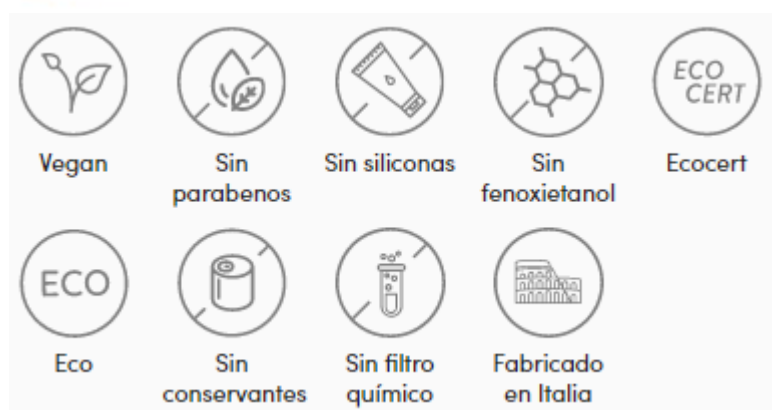 ECO
CERT
Vegan
Sin
parabenos
Sin siliconas
Sin
fenoxietanol
Ecocert
ECO
Eco
Sin
conservantes
Sin filtro
químico
Fabricado
en Italia